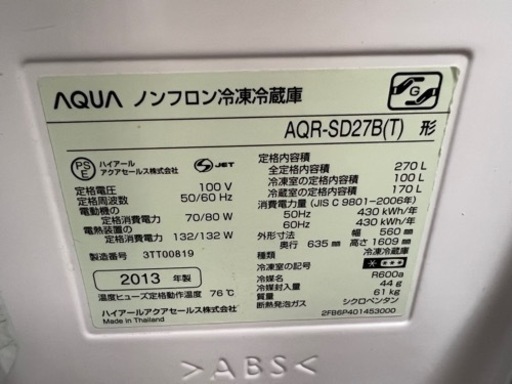 AQUA ノンフロン冷凍冷蔵庫
G
AQR-SD27B(T) 形
PS
E
ハイアール
アクアセールス株式会社
JET
定格電圧 100 V
定格周波数 50/60 Hz
電動機の
定格消費電力 70/80 W
電熱装置の
定格消費電力 132/132 W
製造番号 3TT00819
2013 年製
温度ヒューズ定格動作温度 76℃
ハイアールアクアセールス株式会社
Made in Thailand
定格内容積
全定格内容積 270 L
冷凍室の定格内容積 100 L
冷蔵室の定格内容積 170 L
消費電力量 (JIS C 9801-2006年)
50Hz 430 kWh/年
60Hz 430 kWh/年
外形寸法 幅 560 mm
奥行 635 mm 高さ 1609 mm
種類 冷凍冷蔵庫
冷凍室の記号
冷媒名 R600a
冷媒封入量 44 g
質量 61 kg
断熱発泡ガス シクロペンタン
2FB6P401453000
>ABS<